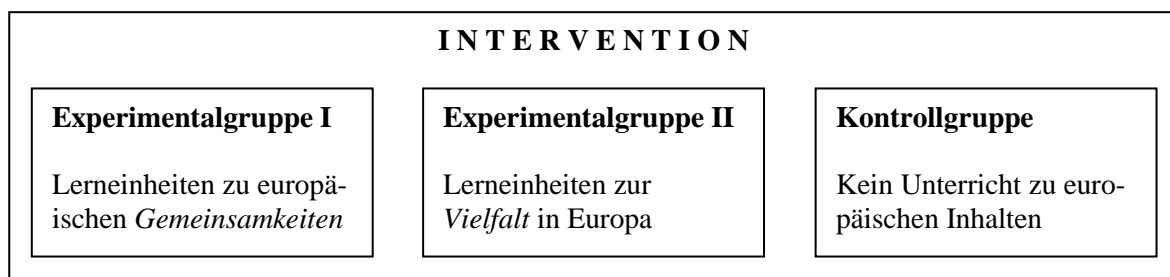 I N T E R V E N T I O N
Experimentalgruppe I
Lerneinheiten zu europä-
ischen Gemeinsamkeiten
Experimentalgruppe II
Lerneinheiten zur
Vielfalt in Europa
Kontrollgruppe
Kein Unterricht zu euro-
päischen Inhalten